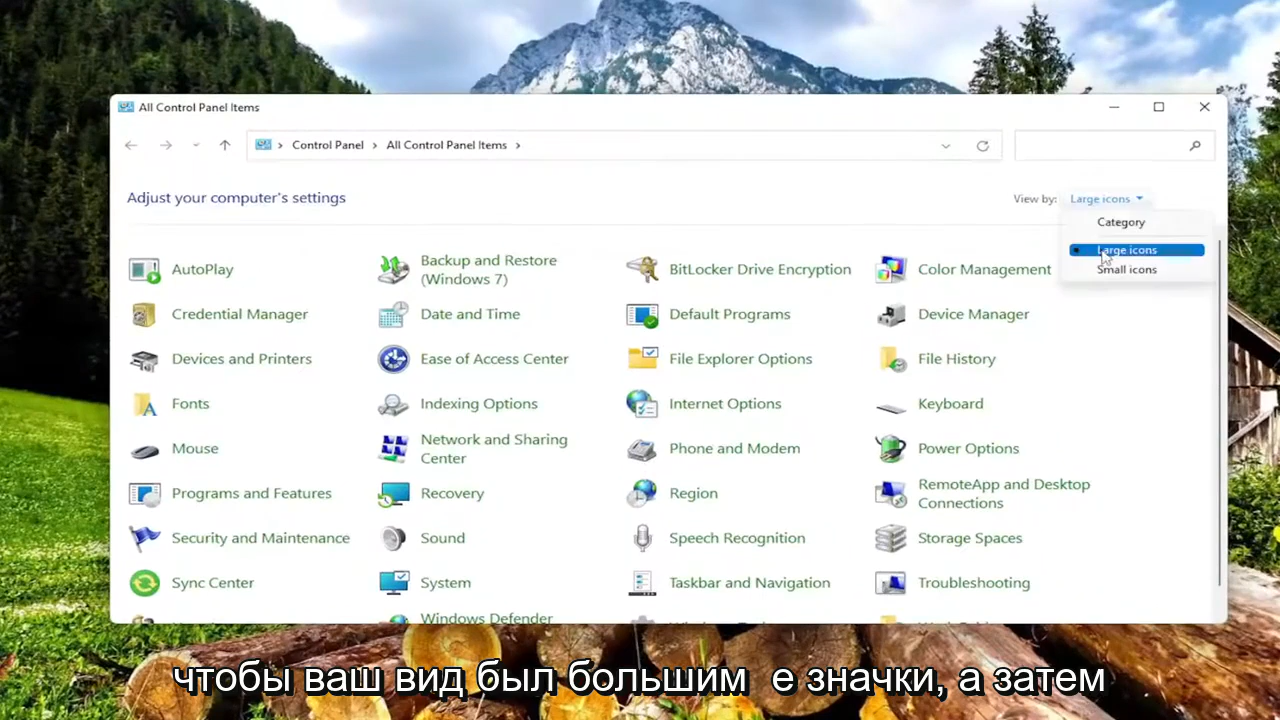 All Control Panel Items
Control Panel > All Control Panel Items >
Adjust your computer's settings
View by: Large icons
Category
Large icons
Small icons
AutoPlay
Backup and Restore
(Windows 7)
BitLocker Drive Encryption
Color Management
Credential Manager
Date and Time
Default Programs
Device Manager
Devices and Printers
Ease of Access Center
File Explorer Options
File History
Fonts
Indexing Options
Internet Options
Keyboard
Mouse
Network and Sharing
Center
Phone and Modem
Power Options
Programs and Features
Recovery
Region
RemoteApp and Desktop
Connections
Security and Maintenance
Sound
Speech Recognition
Storage Spaces
Sync Center
System
Taskbar and Navigation
Troubleshooting
Windows Defender
чтобы ваш вид был большим е значки, а затем